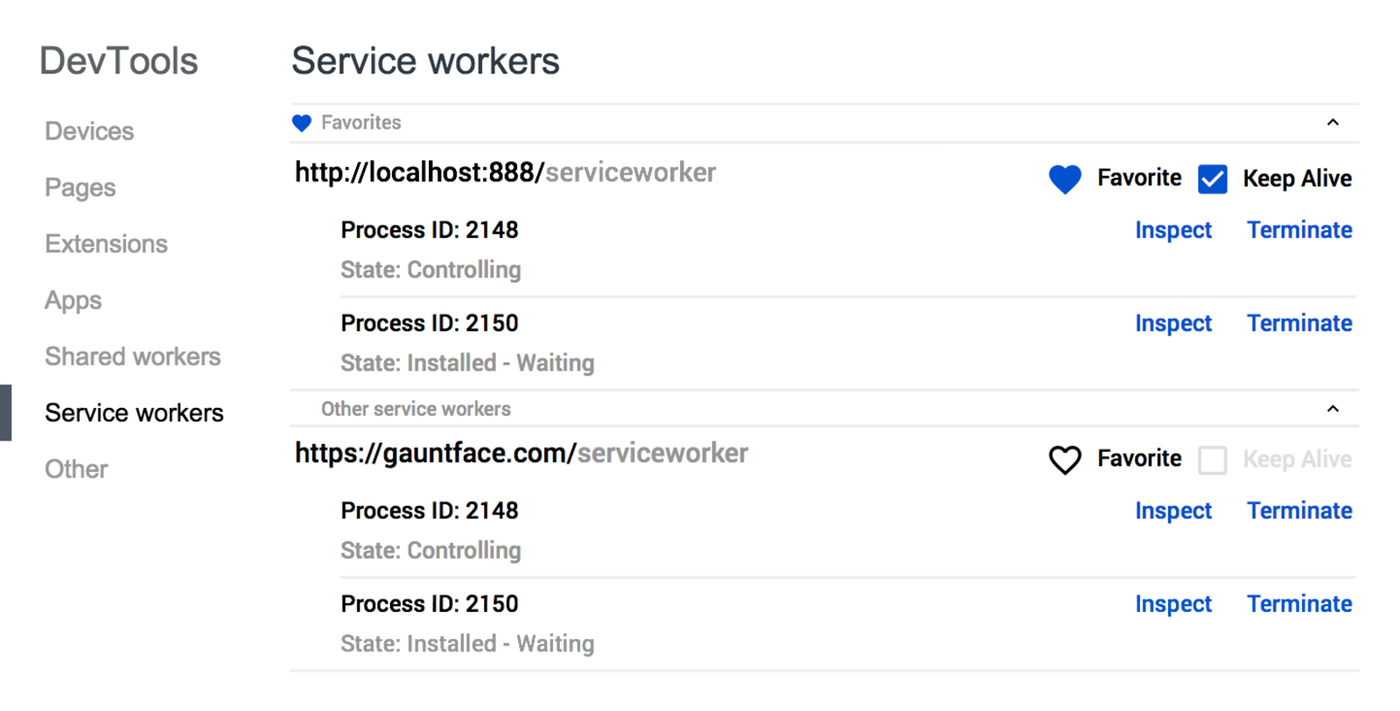 DevTools
Devices
Pages
Extensions
Apps
Shared workers
Service workers
Other
Service workers
Favorites
http://localhost:888/serviceworker
Favorite Keep Alive
Process ID: 2148
Inspect Terminate
State: Controlling
Process ID: 2150
Inspect Terminate
State: Installed - Waiting
Other service workers
https://gauntface.com/serviceworker
Favorite Keep Alive
Process ID: 2148
Inspect Terminate
State: Controlling
Process ID: 2150
Inspect Terminate
State: Installed - Waiting